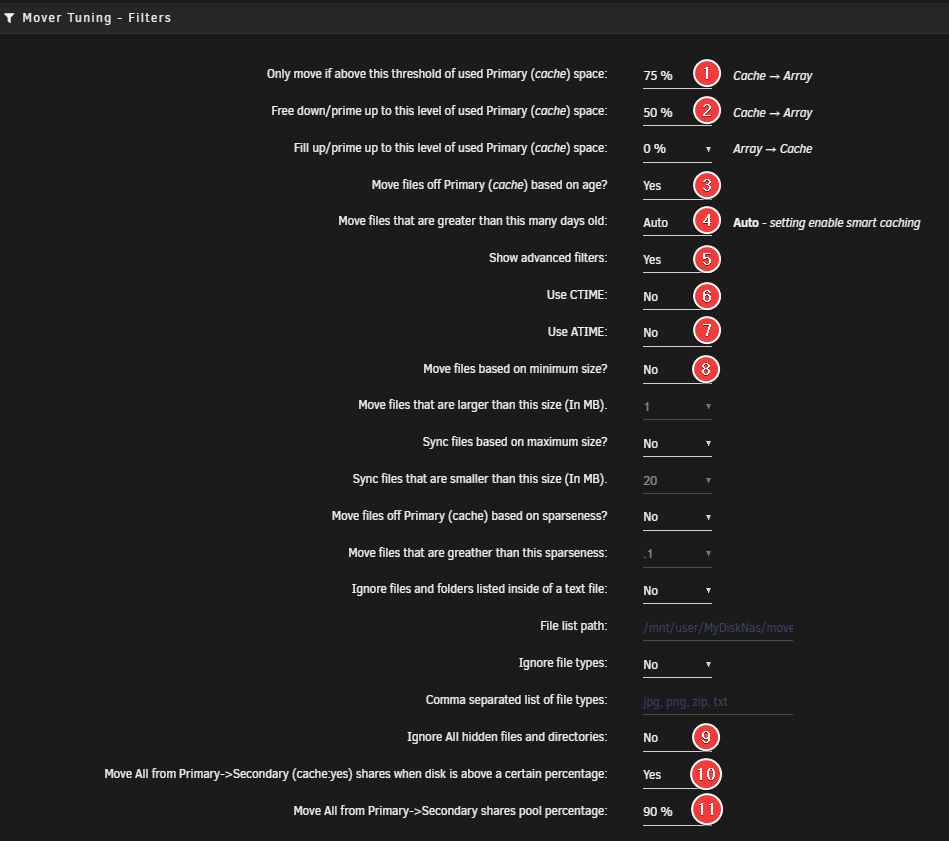 Mover Tuning - Filters
Only move if above this threshold of used Primary (cache) space: 75 % 1 Cache → Array
Free down/prime up to this level of used Primary (cache) space: 50 % 2 Cache → Array
Fill up/prime up to this level of used Primary (cache) space: 0 % Array → Cache
Move files off Primary (cache) based on age? Yes 3
Move files that are greater than this many days old: Auto 4 Auto - setting enable smart caching
Show advanced filters: Yes 5
Use CTIME: No 6
Use ATIME: No 7
Move files based on minimum size? No 8
Move files that are larger than this size (In MB). 1
Sync files based on maximum size? No
Sync files that are smaller than this size (In MB). 20
Move files off Primary (cache) based on sparseness? No
Move files that are greather than this sparseness: .1
Ignore files and folders listed inside of a text file: No
File list path: /mnt/user/MyDiskNas/move
Ignore file types: No
Comma separated list of file types: jpg, png, zip, txt
Ignore All hidden files and directories: No 9
Move All from Primary->Secondary (cache:yes) shares when disk is above a certain percentage: Yes 10
Move All from Primary->Secondary shares pool percentage: 90 % 11